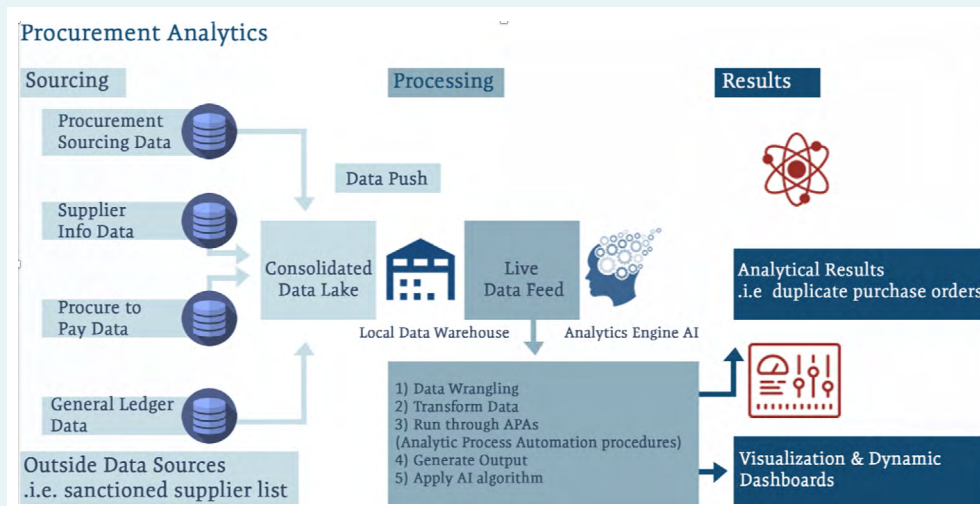 Procurement Analytics
Sourcing
Processing
Results
Procurement
Sourcing Data
Data Push
Supplier
Info Data
Consolidated
Data Lake
Live
Data Feed
Analytical Results
.i.e  duplicate purchase orders
Procure to
Pay Data
Local Data Warehouse
Analytics Engine AI
1) Data Wrangling
2) Transform Data
3) Run through APAs
(Analytic Process Automation procedures)
4) Generate Output
5) Apply AI algorithm
General Ledger
Data
Outside Data Sources
.i.e. sanctioned supplier list
Visualization & Dynamic
Dashboards